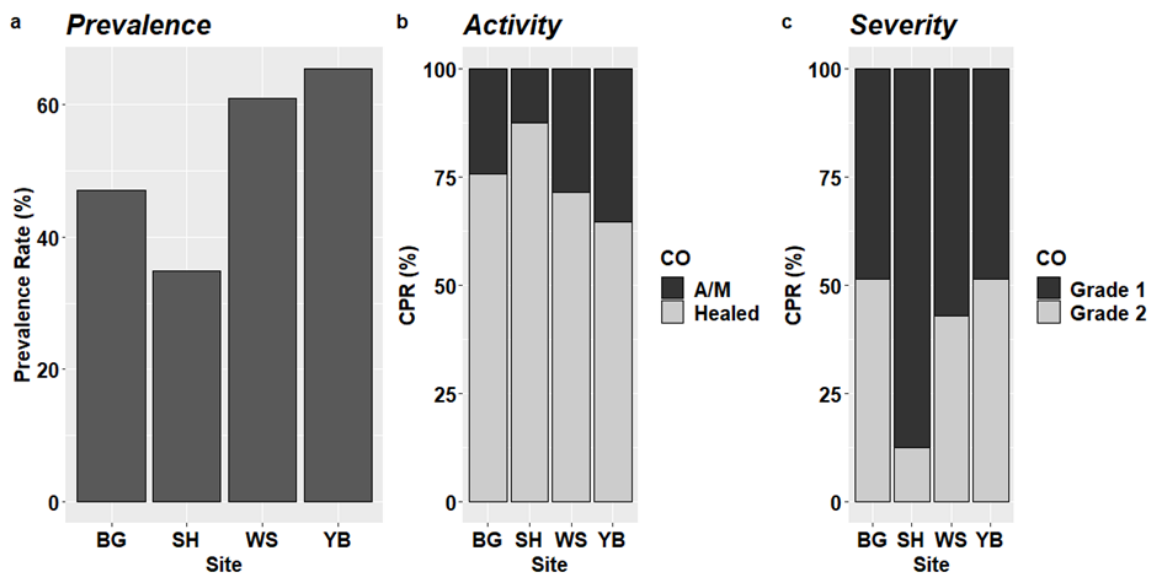 a Prevalence
Prevalence Rate (%)
60
40
20
0
BG SH WS YB
Site
b Activity
CPR (%)
100
75
50
25
0
BG SH WS YB
Site
CO
A/M
Healed
c Severity
CPR (%)
100
75
50
25
0
BG SH WS YB
Site
CO
Grade 1
Grade 2